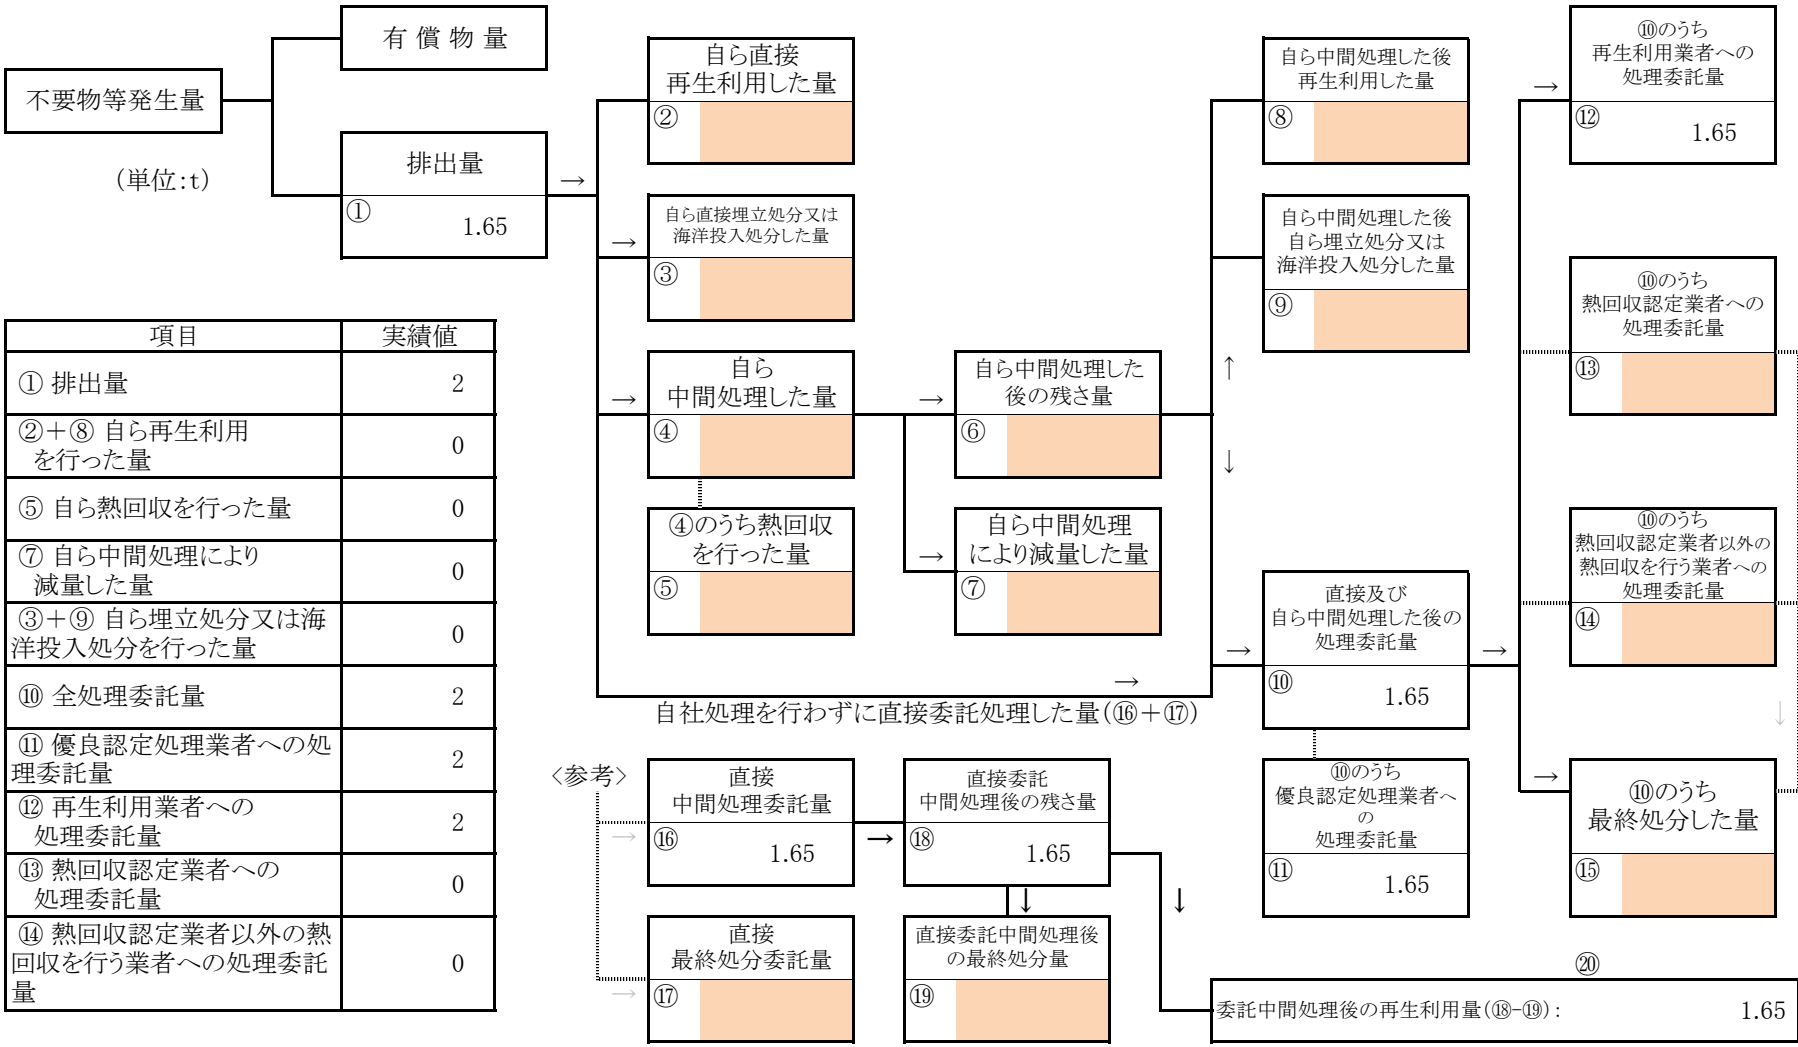 有 償 物 量
不要物等発生量
(単位:t)
排出量
→
①
1.65
自ら直接
再生利用した量
②
→
自ら直接埋立処分又は
海洋投入処分した量
③
→
自ら
中間処理した量
④
④のうち熱回収
を行った量
⑤
→
自ら中間処理した
後の残さ量
⑥
→
自ら中間処理
により減量した量
⑦
自ら中間処理した後
再生利用した量
⑧
自ら中間処理した後
自ら埋立処分又は
海洋投入処分した量
⑨
↑
↓
→
直接及び
自ら中間処理した後の
処理委託量
⑩
1.65
→
⑩のうち
優良認定処理業者へ
の
処理委託量
⑪
1.65
→
⑩のうち
再生利用業者への
処理委託量
⑫
1.65
⑩のうち
熱回収認定業者への
処理委託量
⑬
⑩のうち
熱回収認定業者以外の
熱回収を行う業者への
処理委託量
⑭
↓
→
⑩のうち
最終処分した量
⑮
→
自社処理を行わずに直接委託処理した量(⑯+⑰)
<参考>
→
直接
中間処理委託量
⑯
1.65
→
直接委託
中間処理後の残さ量
⑱
1.65
↓
↓
→
直接
最終処分委託量
⑰
直接委託中間処理後
の最終処分量
⑲
⑳
委託中間処理後の再生利用量(⑱-⑲): 1.65
項目 実績値
① 排出量 2
②+⑧ 自ら再生利用
を行った量 0
⑤ 自ら熱回収を行った量 0
⑦ 自ら中間処理により
減量した量 0
③+⑨ 自ら埋立処分又は海
洋投入処分を行った量 0
⑩ 全処理委託量 2
⑪ 優良認定処理業者への処
理委託量 2
⑫ 再生利用業者への
処理委託量 2
⑬ 熱回収認定業者への
処理委託量 0
⑭ 熱回収認定業者以外の熱
回収を行う業者への処理委託
量 0